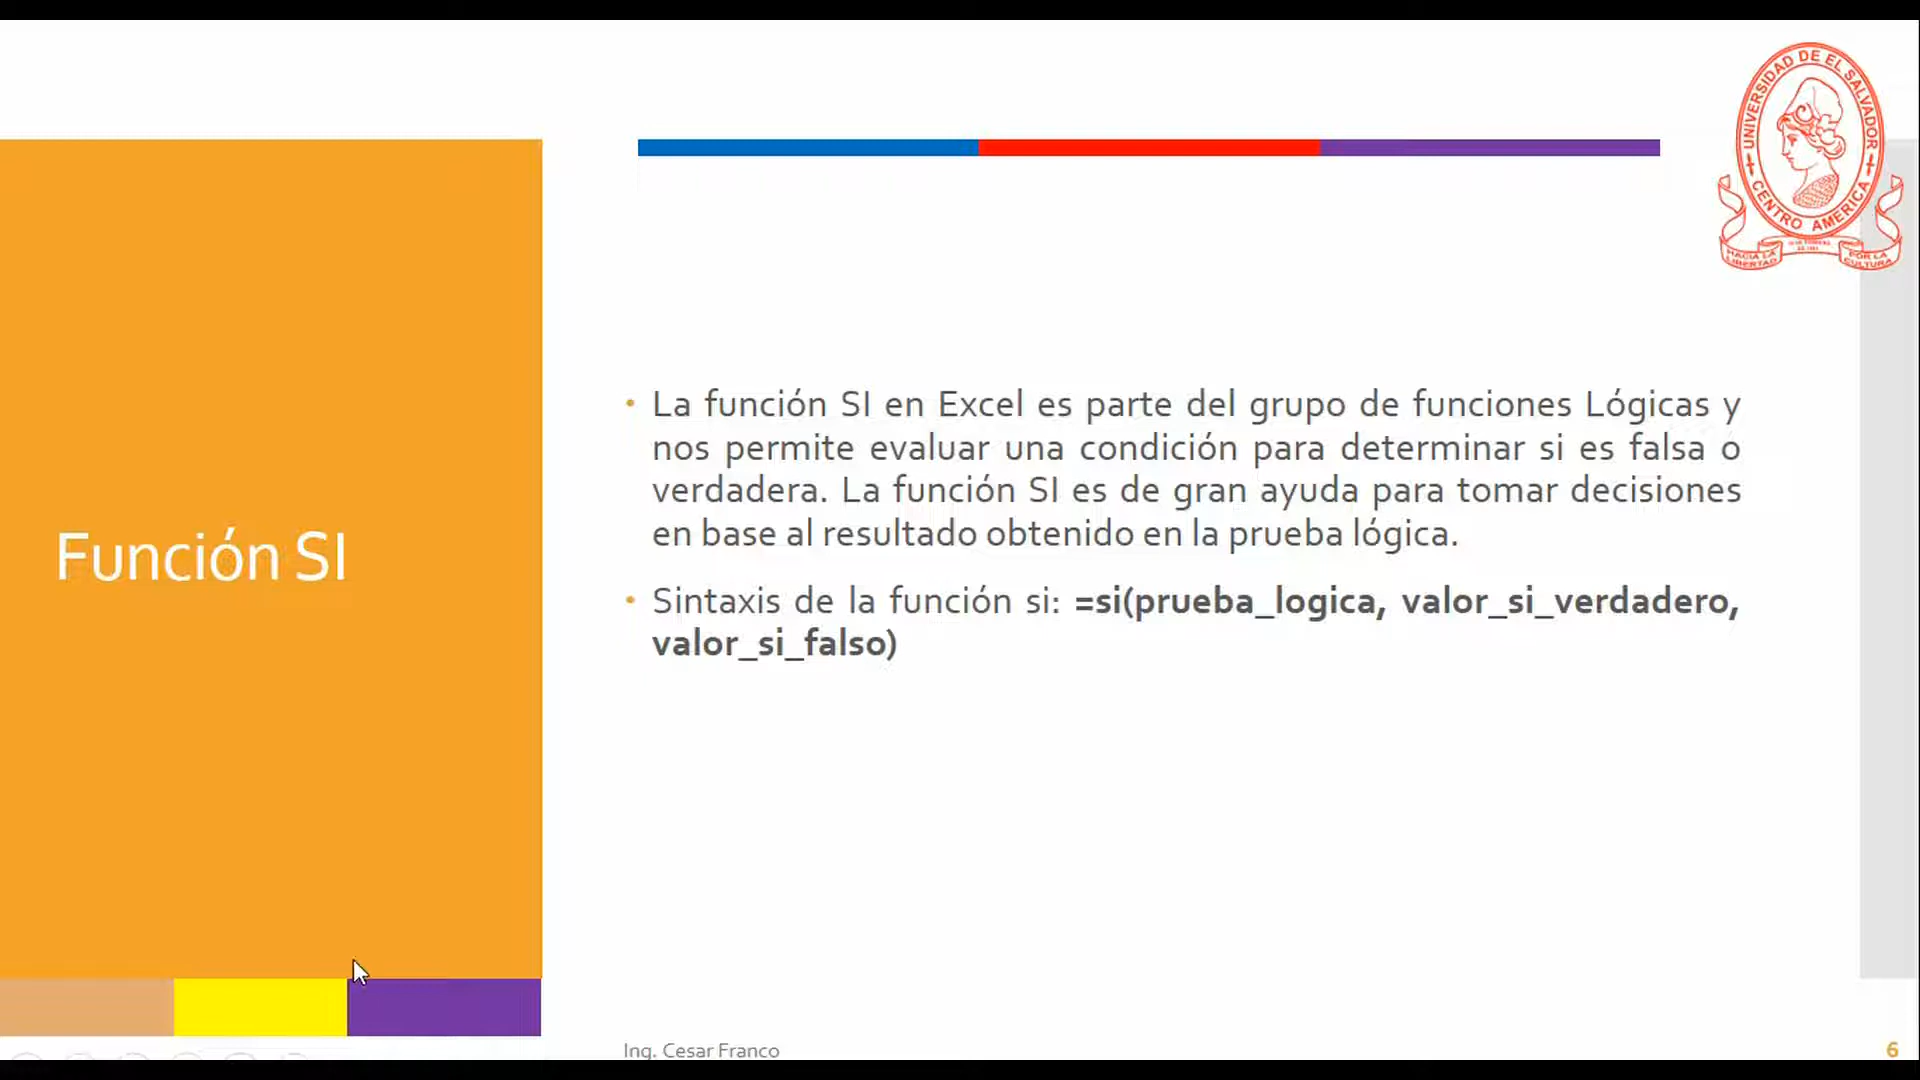 UNIVERSIDAD DE EL SALVADOR
CENTRO AMERICA
HACIA LA
LIBERTAD
POR LA
CULTURA
Función SI
• La función SI en Excel es parte del grupo de funciones Lógicas y
nos permite evaluar una condición para determinar si es falsa o
verdadera. La función SI es de gran ayuda para tomar decisiones
en base al resultado obtenido en la prueba lógica.
• Sintaxis de la función si: =si(prueba_logica, valor_si_verdadero,
valor_si_falso)
Ing. Cesar Franco
6